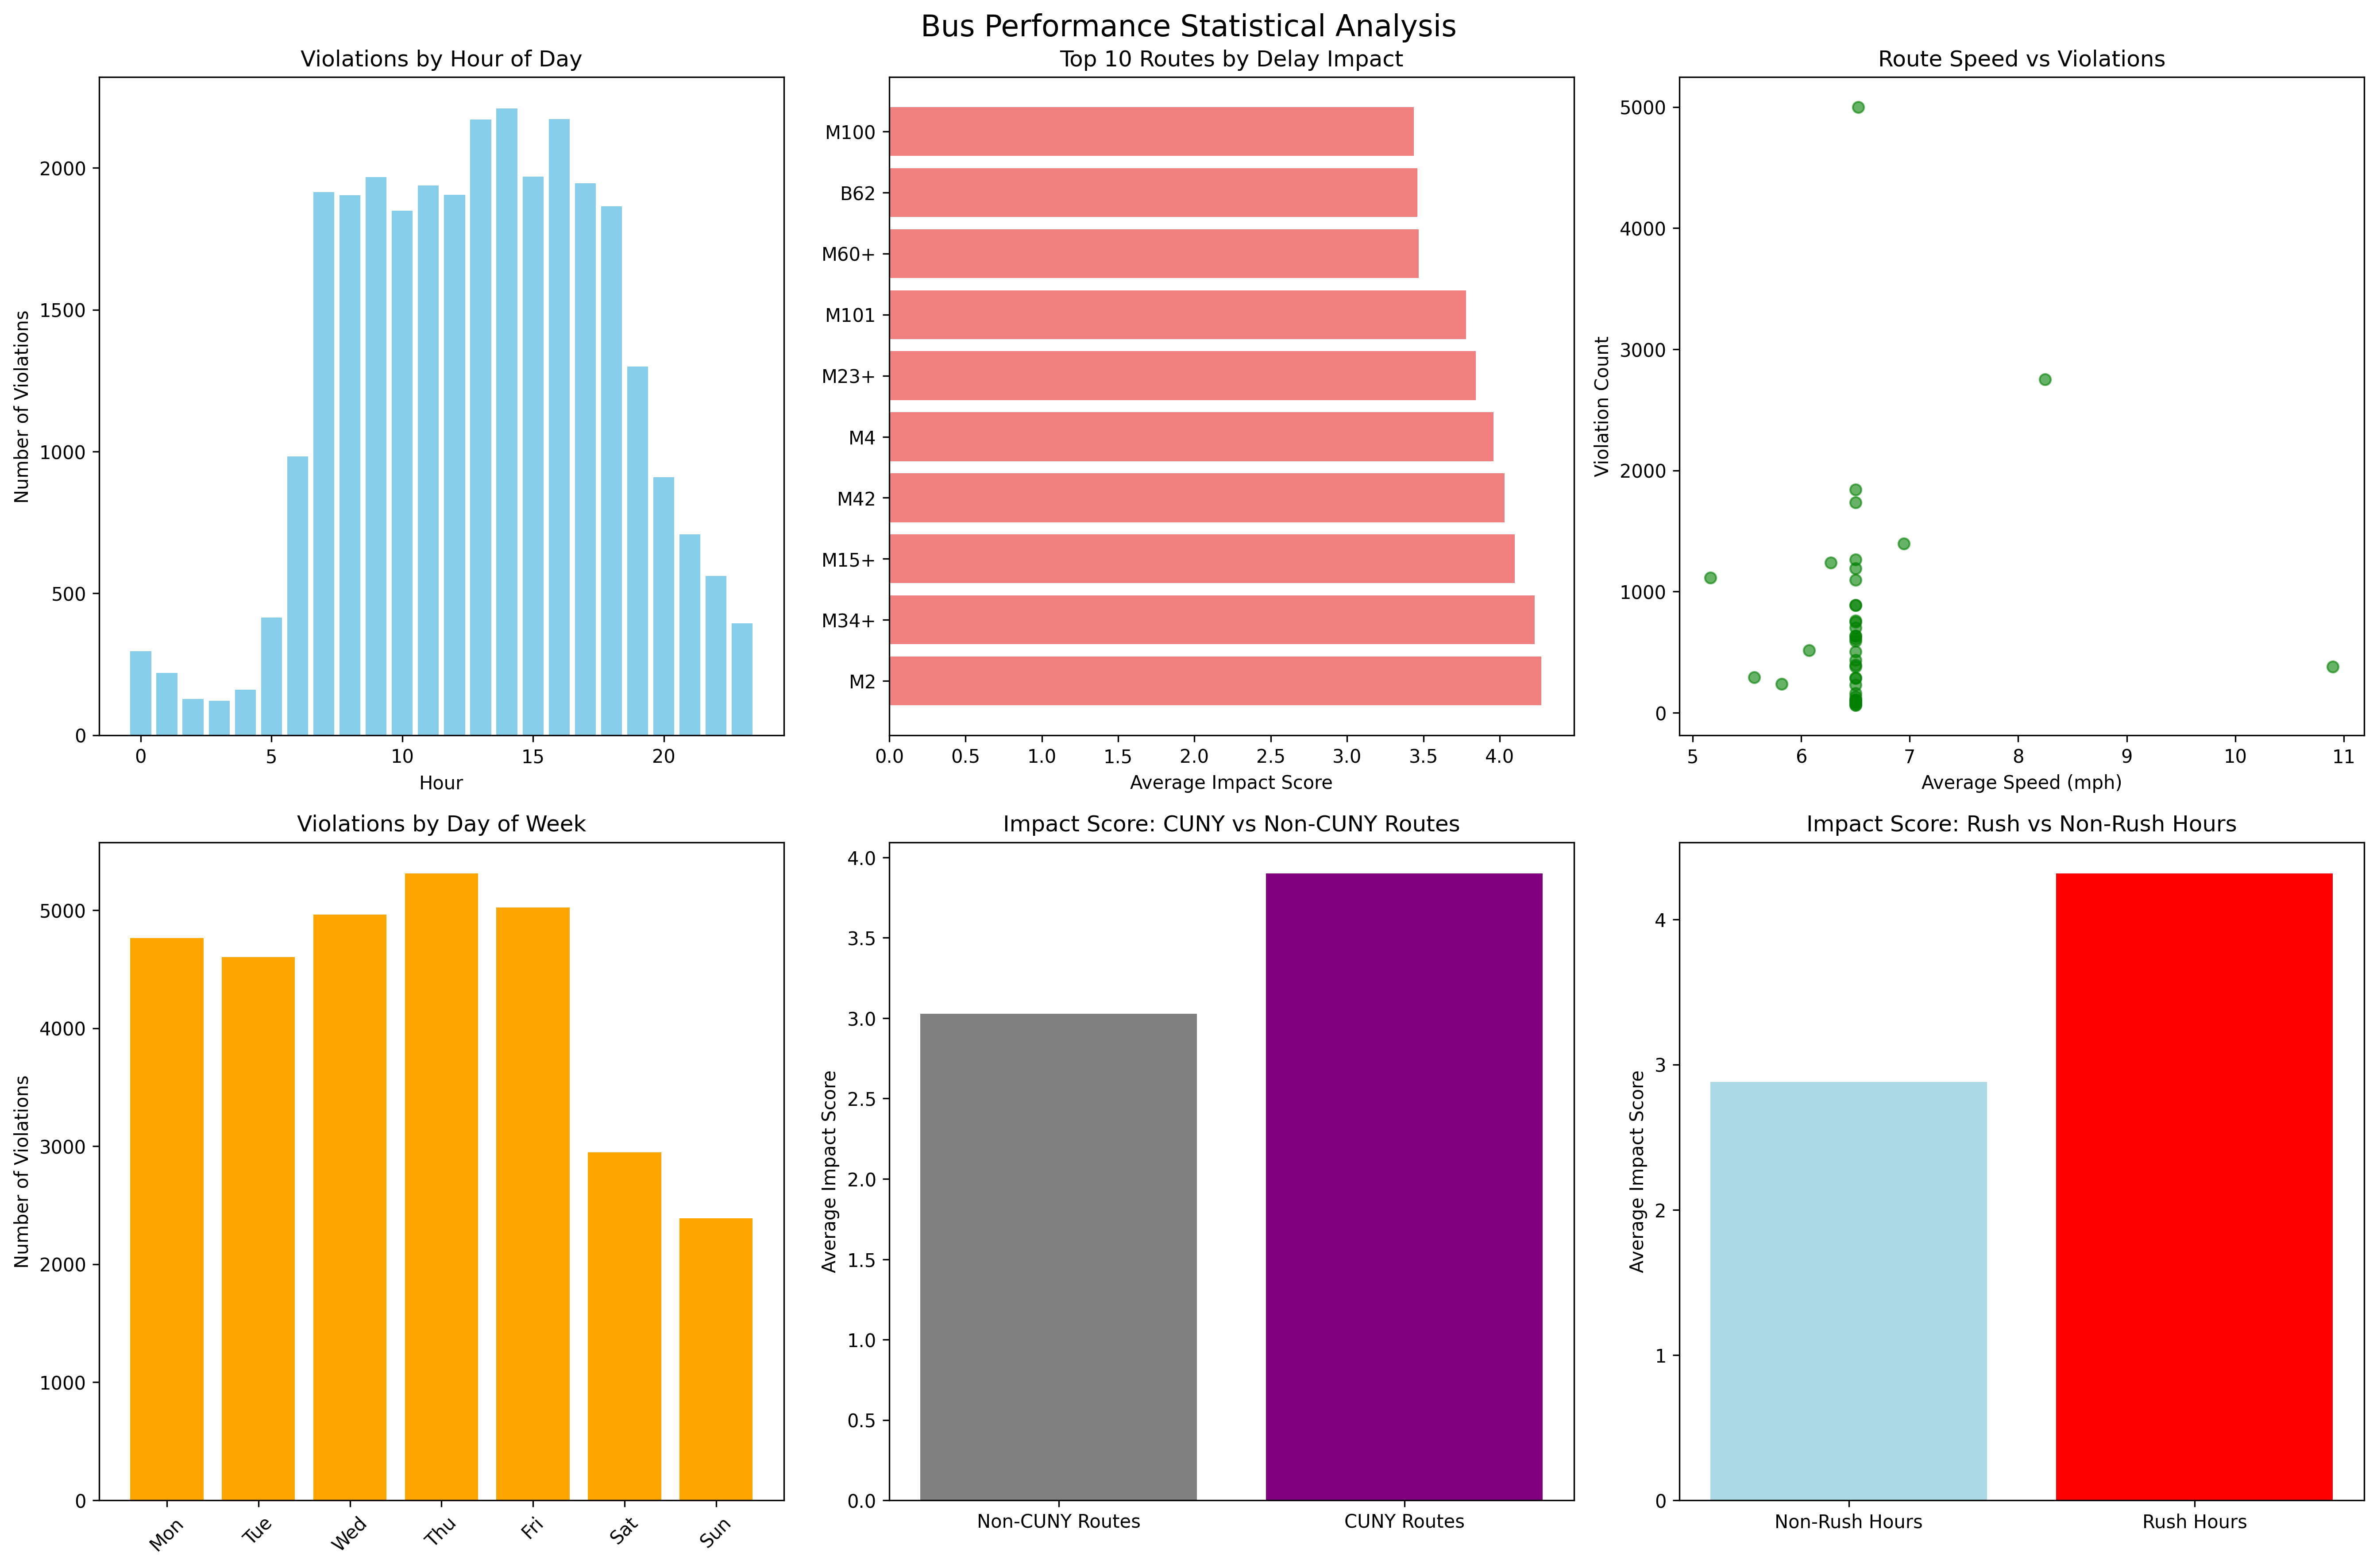 Bus Performance Statistical Analysis
Violations by Hour of Day
Number of Violations
2000
1500
1000
500
0
0 5 10 15 20
Hour
Top 10 Routes by Delay Impact
M100
B62
M60+
M101
M23+
M4
M42
M15+
M34+
M2
0.0 0.5 1.0 1.5 2.0 2.5 3.0 3.5 4.0
Average Impact Score
Route Speed vs Violations
Violation Count
5000
4000
3000
2000
1000
0
5 6 7 8 9 10 11
Average Speed (mph)
Violations by Day of Week
Number of Violations
5000
4000
3000
2000
1000
0
Mon Tue Wed Thu Fri Sat Sun
Impact Score: CUNY vs Non-CUNY Routes
Average Impact Score
4.0
3.5
3.0
2.5
2.0
1.5
1.0
0.5
0.0
Non-CUNY Routes CUNY Routes
Impact Score: Rush vs Non-Rush Hours
Average Impact Score
4
3
2
1
0
Non-Rush Hours Rush Hours